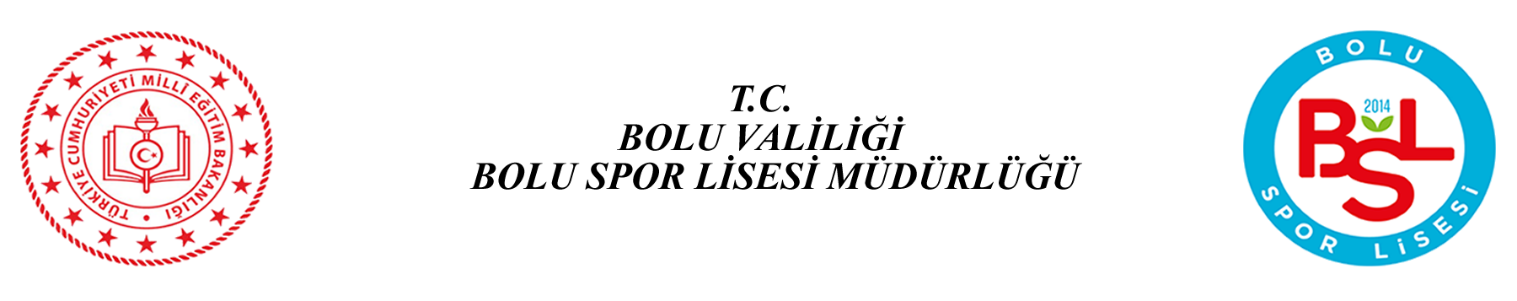 TÜRKİYE CUMHURİYETİ MİLLÎ EĞİTİM BAKANLIĞI
T.C.
BOLU VALİLİĞİ
BOLU SPOR LİSESİ MÜDÜRLÜĞÜ
BOLU
2014
BSL
SPOR LİSESİ